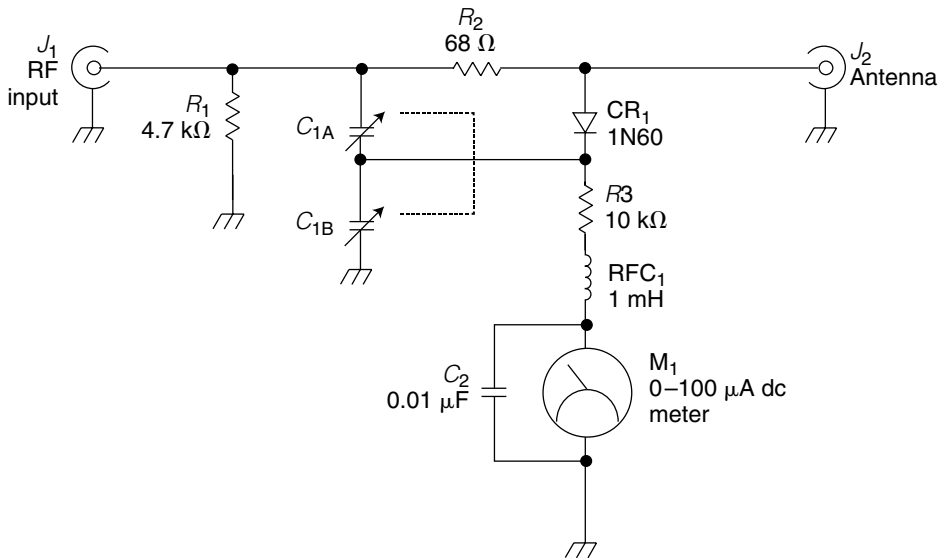 J1
RF
input
R1
4.7 kΩ
C1A
C1B
R2
68 Ω
CR1
1N60
J2
Antenna
R3
10 kΩ
RFC1
1 mH
C2
0.01 μF
M1
0–100 μA dc
meter